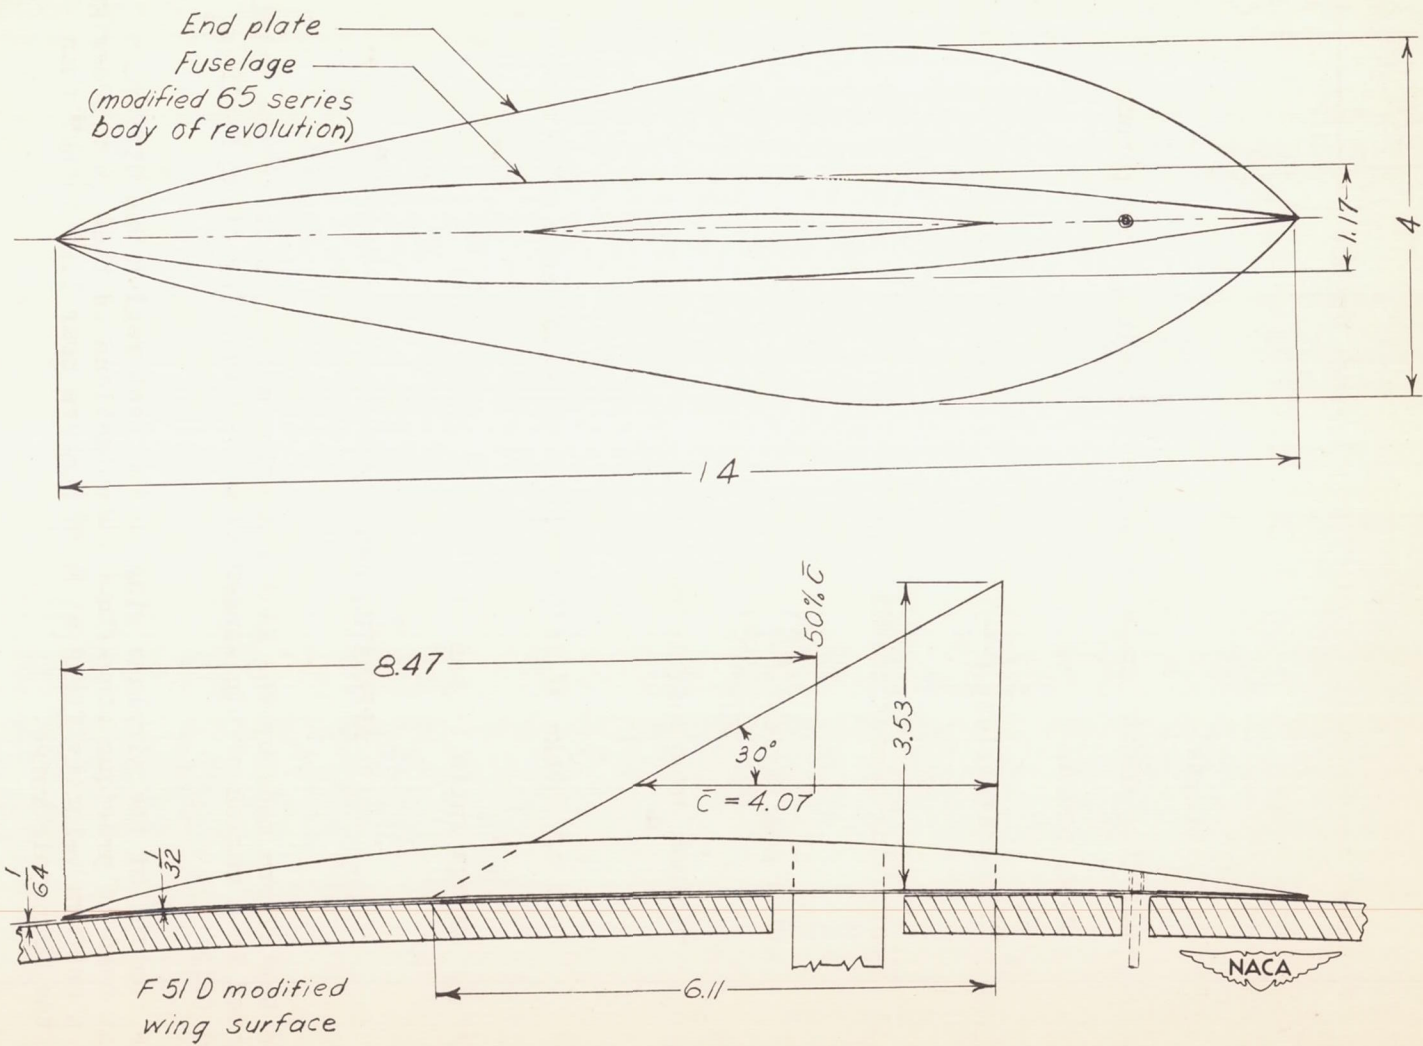 End plate
Fuselage
(modified 65 series
body of revolution)
1.17
4
14
50% C̄
8.47
3.53
30°
C̄ = 4.07
1/64
1/32
6.11
F 51 D modified
wing surface
NACA